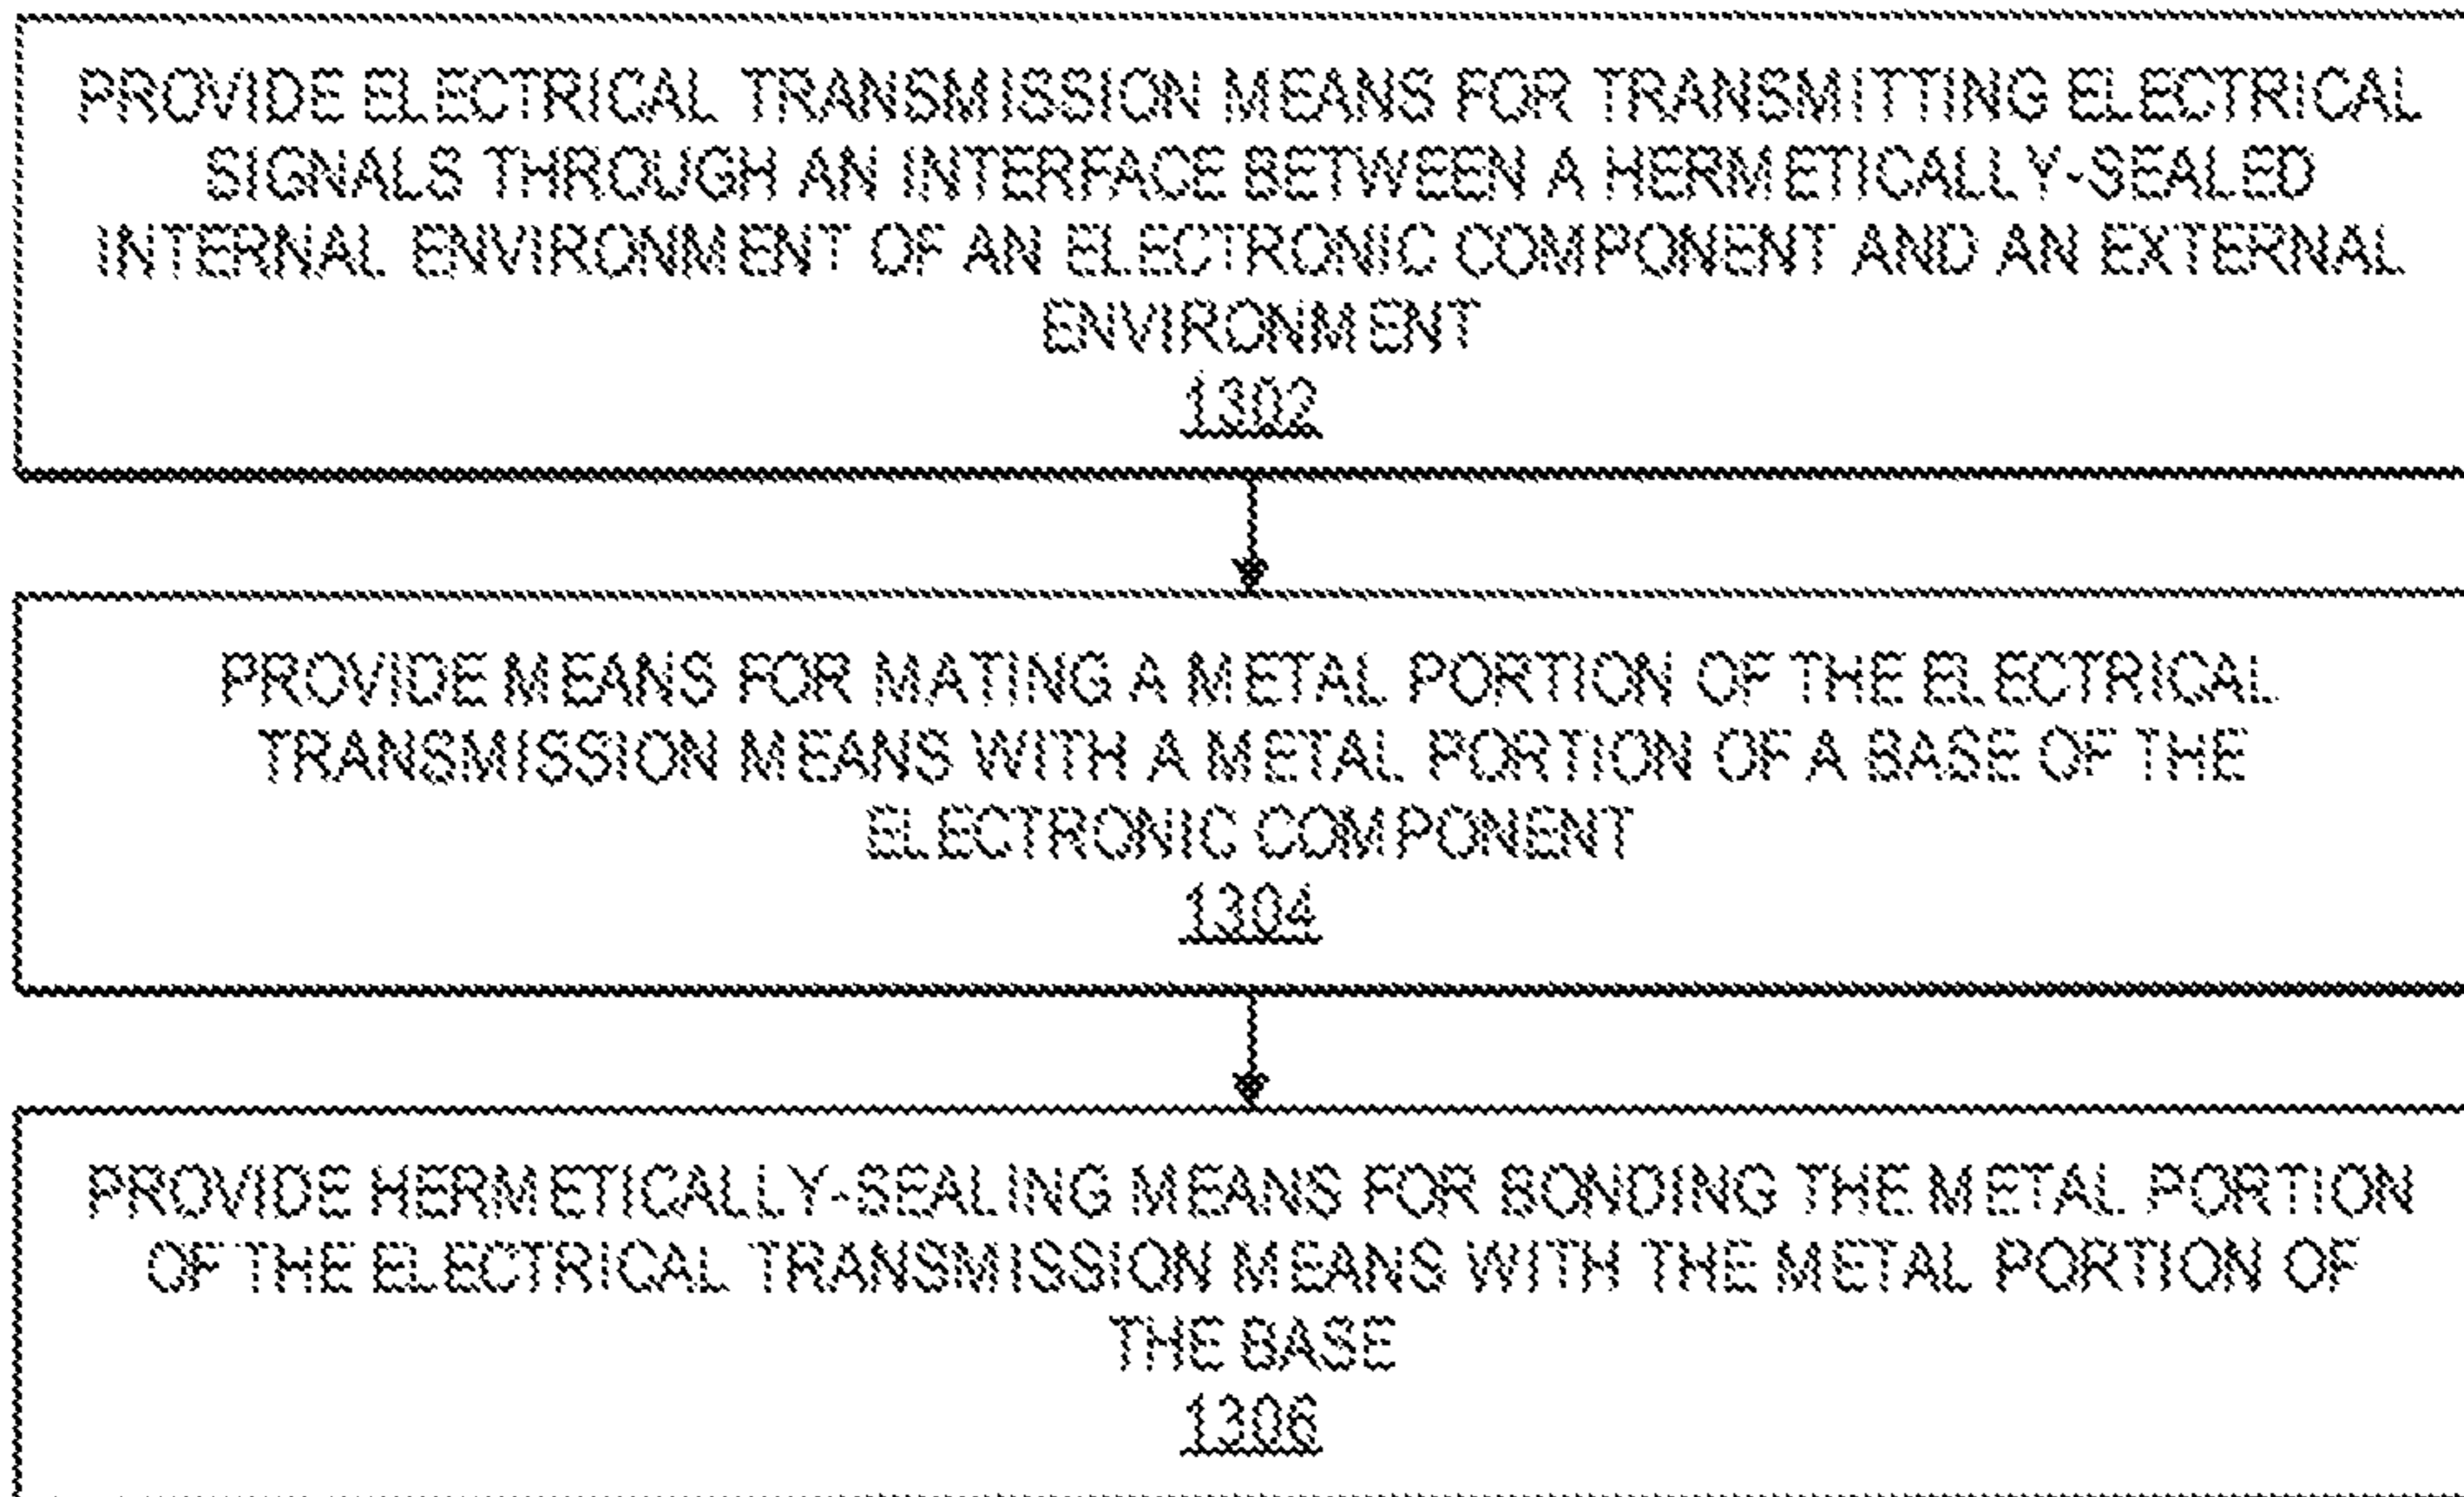 PROVIDE ELECTRICAL TRANSMISSION MEANS FOR TRANSMITTING ELECTRICAL
SIGNALS THROUGH AN INTERFACE BETWEEN A HERMETICALLY-SEALED
INTERNAL ENVIRONMENT OF AN ELECTRONIC COMPONENT AND AN EXTERNAL
ENVIRONMENT
1302
PROVIDE MEANS FOR MATING A METAL PORTION OF THE ELECTRICAL
TRANSMISSION MEANS WITH A METAL PORTION OF A BASE OF THE
ELECTRONIC COMPONENT
1304
PROVIDE HERMETICALLY-SEALING MEANS FOR BONDING THE METAL PORTION
OF THE ELECTRICAL TRANSMISSION MEANS WITH THE METAL PORTION OF
THE BASE
1306